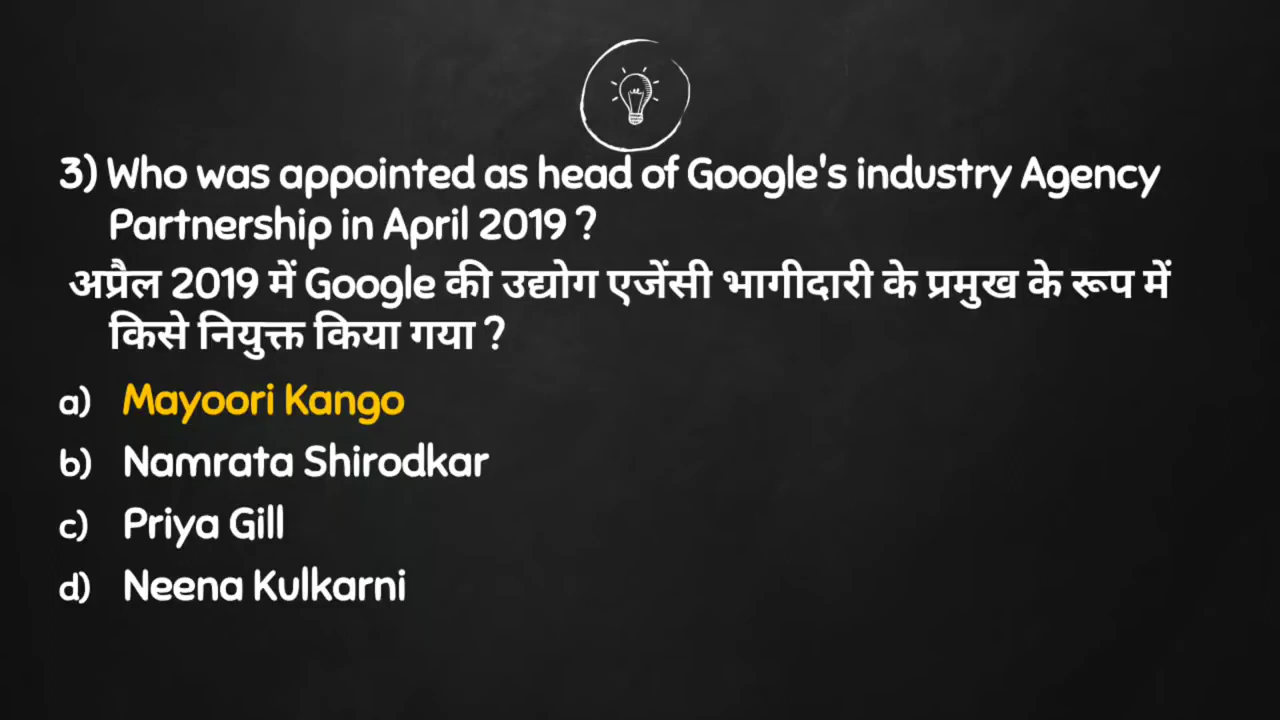 3) Who was appointed as head of Google's industry Agency
Partnership in April 2019 ?
अप्रैल 2019 में Google की उद्योग एजेंसी भागीदारी के प्रमुख के रूप में
किसे नियुक्त किया गया ?
a) Mayoori Kango
b) Namrata Shirodkar
c) Priya Gill
d) Neena Kulkarni